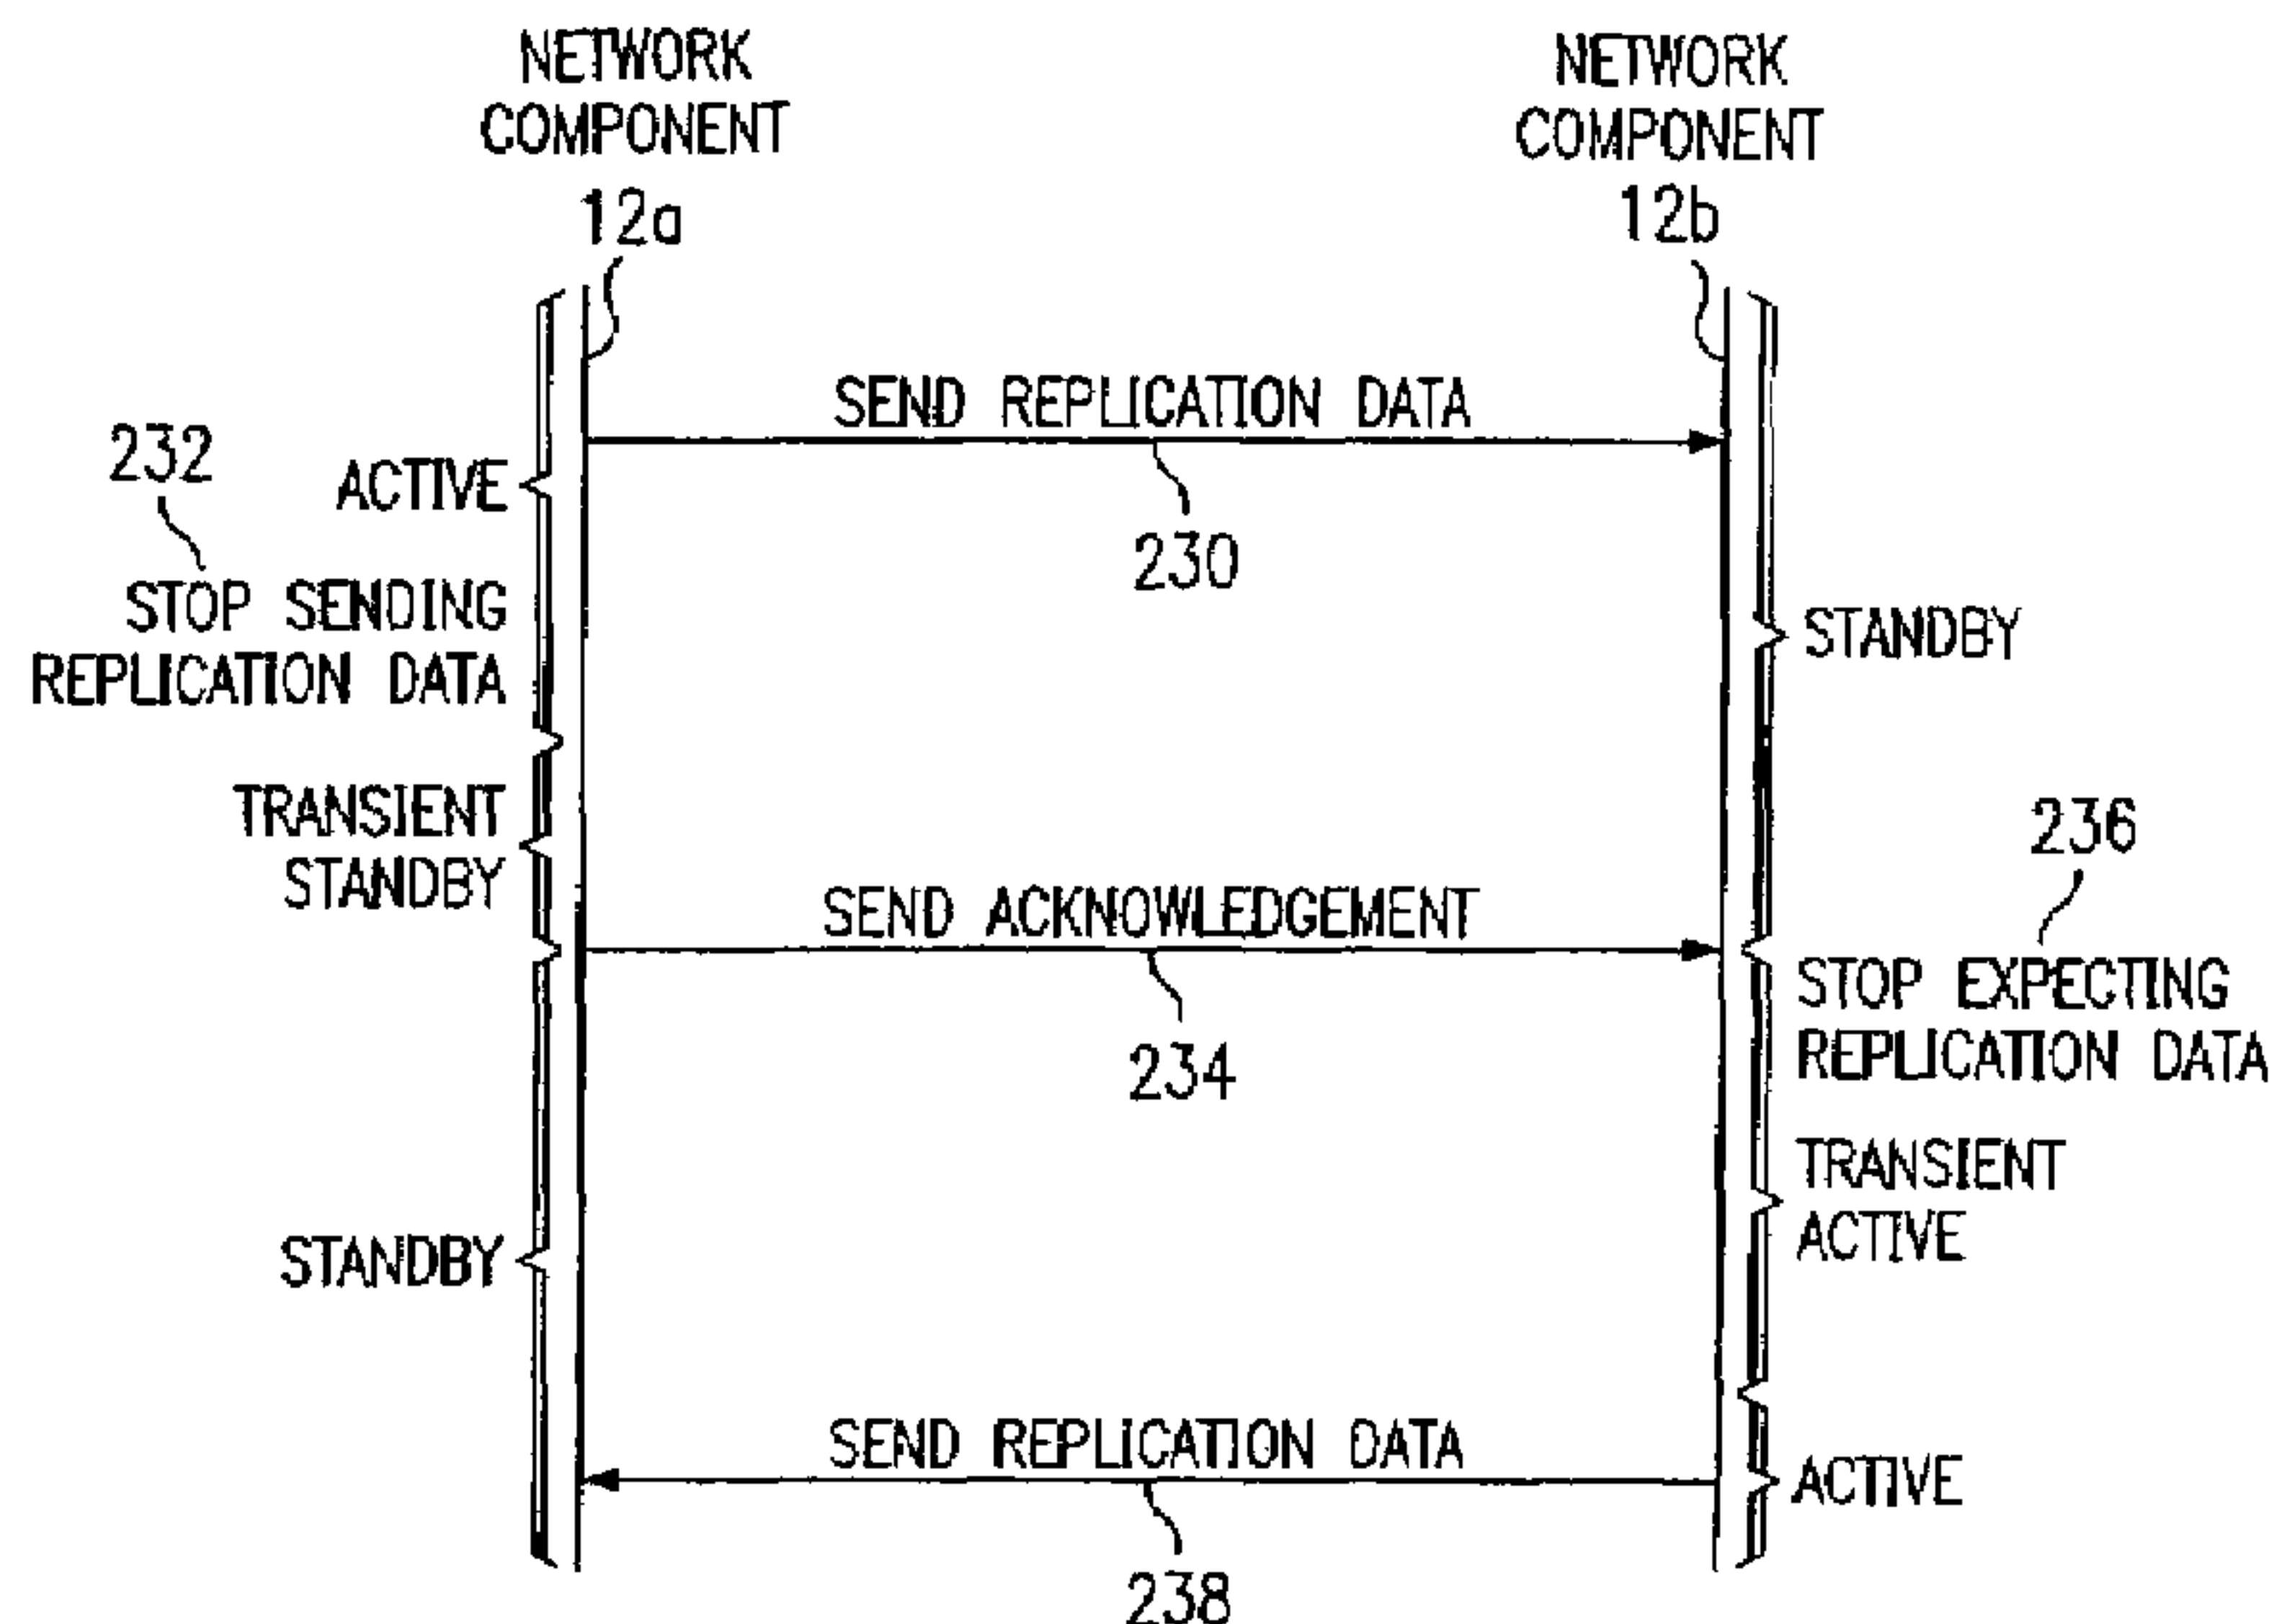 NETWORK
COMPONENT
12a
NETWORK
COMPONENT
12b
SEND REPLICATION DATA
230
ACTIVE
232
STOP SENDING
REPLICATION DATA
STANDBY
TRANSIENT
STANDBY
SEND ACKNOWLEDGEMENT
234
236
STOP EXPECTING
REPLICATION DATA
TRANSIENT
ACTIVE
STANDBY
SEND REPLICATION DATA
238
ACTIVE